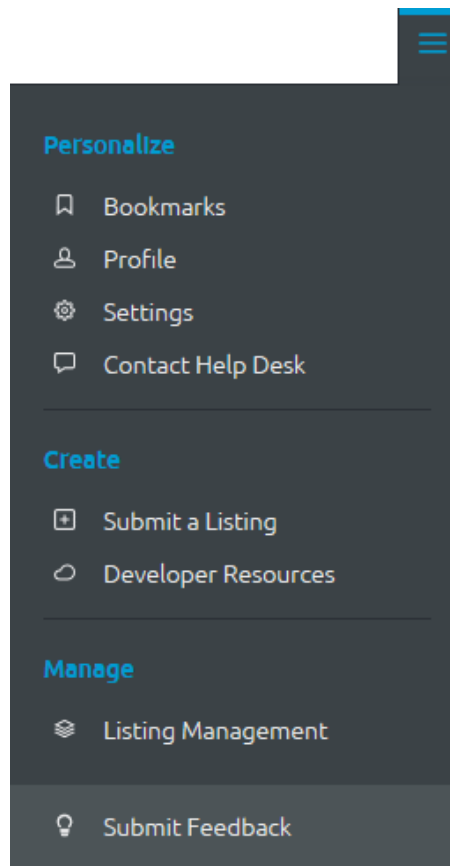 Personalize
Bookmarks
Profile
Settings
Contact Help Desk
Create
Submit a Listing
Developer Resources
Manage
Listing Management
Submit Feedback